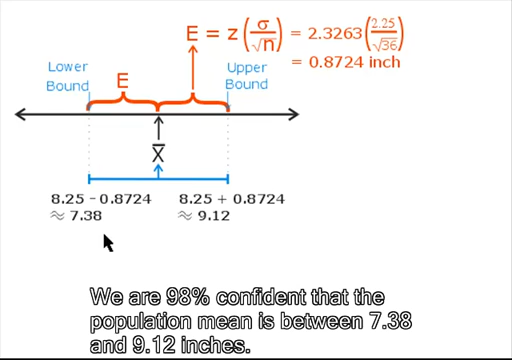 E = z(σ/√n) = 2.3263(2.25/√36)
= 0.8724 inch
Lower Bound
E
Upper Bound
X̅
8.25 - 0.8724
≈ 7.38
8.25 + 0.8724
≈ 9.12
We are 98% confident that the
population mean is between 7.38
and 9.12 inches.